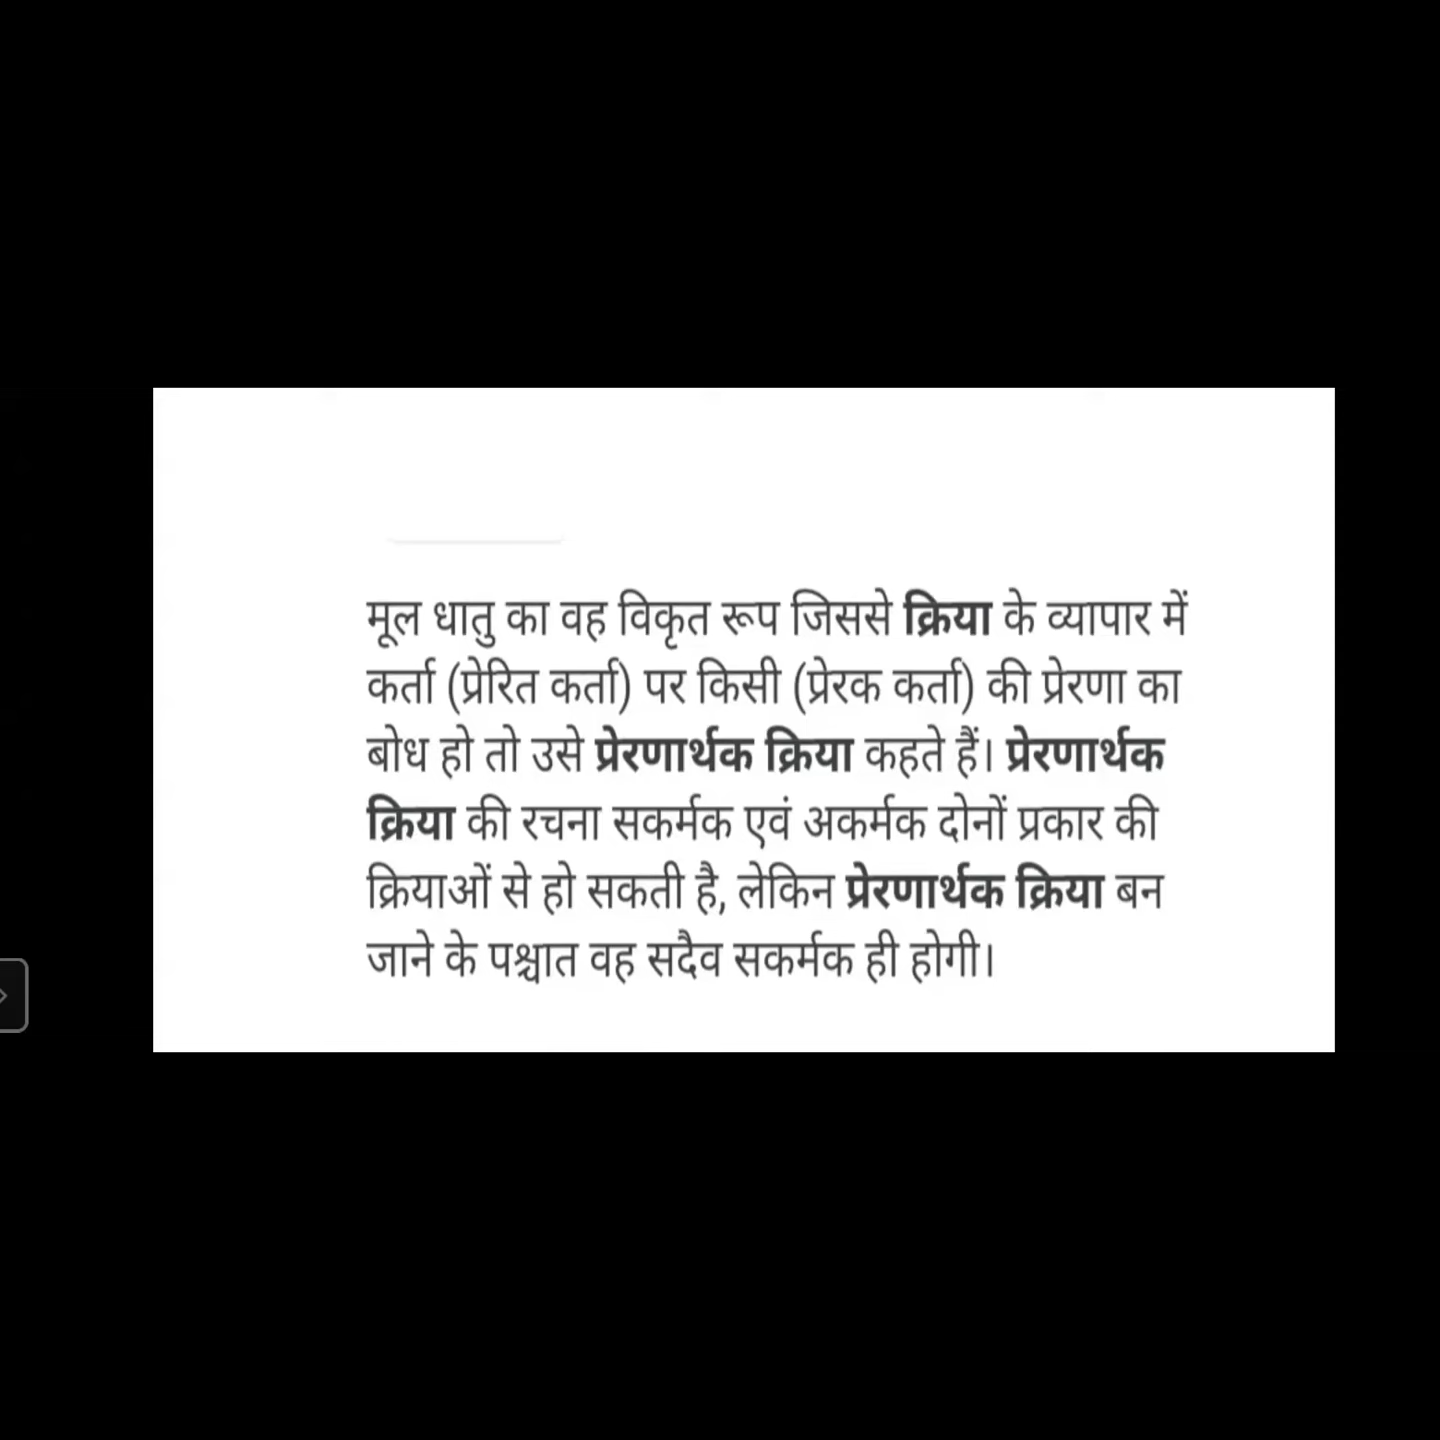 मूल धातु का वह विकृत रूप जिससे क्रिया के व्यापार में
कर्ता (प्रेरित कर्ता) पर किसी (प्रेरक कर्ता) की प्रेरणा का
बोध हो तो उसे प्रेरणार्थक क्रिया कहते हैं। प्रेरणार्थक
क्रिया की रचना सकर्मक एवं अकर्मक दोनों प्रकार की
क्रियाओं से हो सकती है, लेकिन प्रेरणार्थक क्रिया बन
जाने के पश्चात वह सदैव सकर्मक ही होगी।